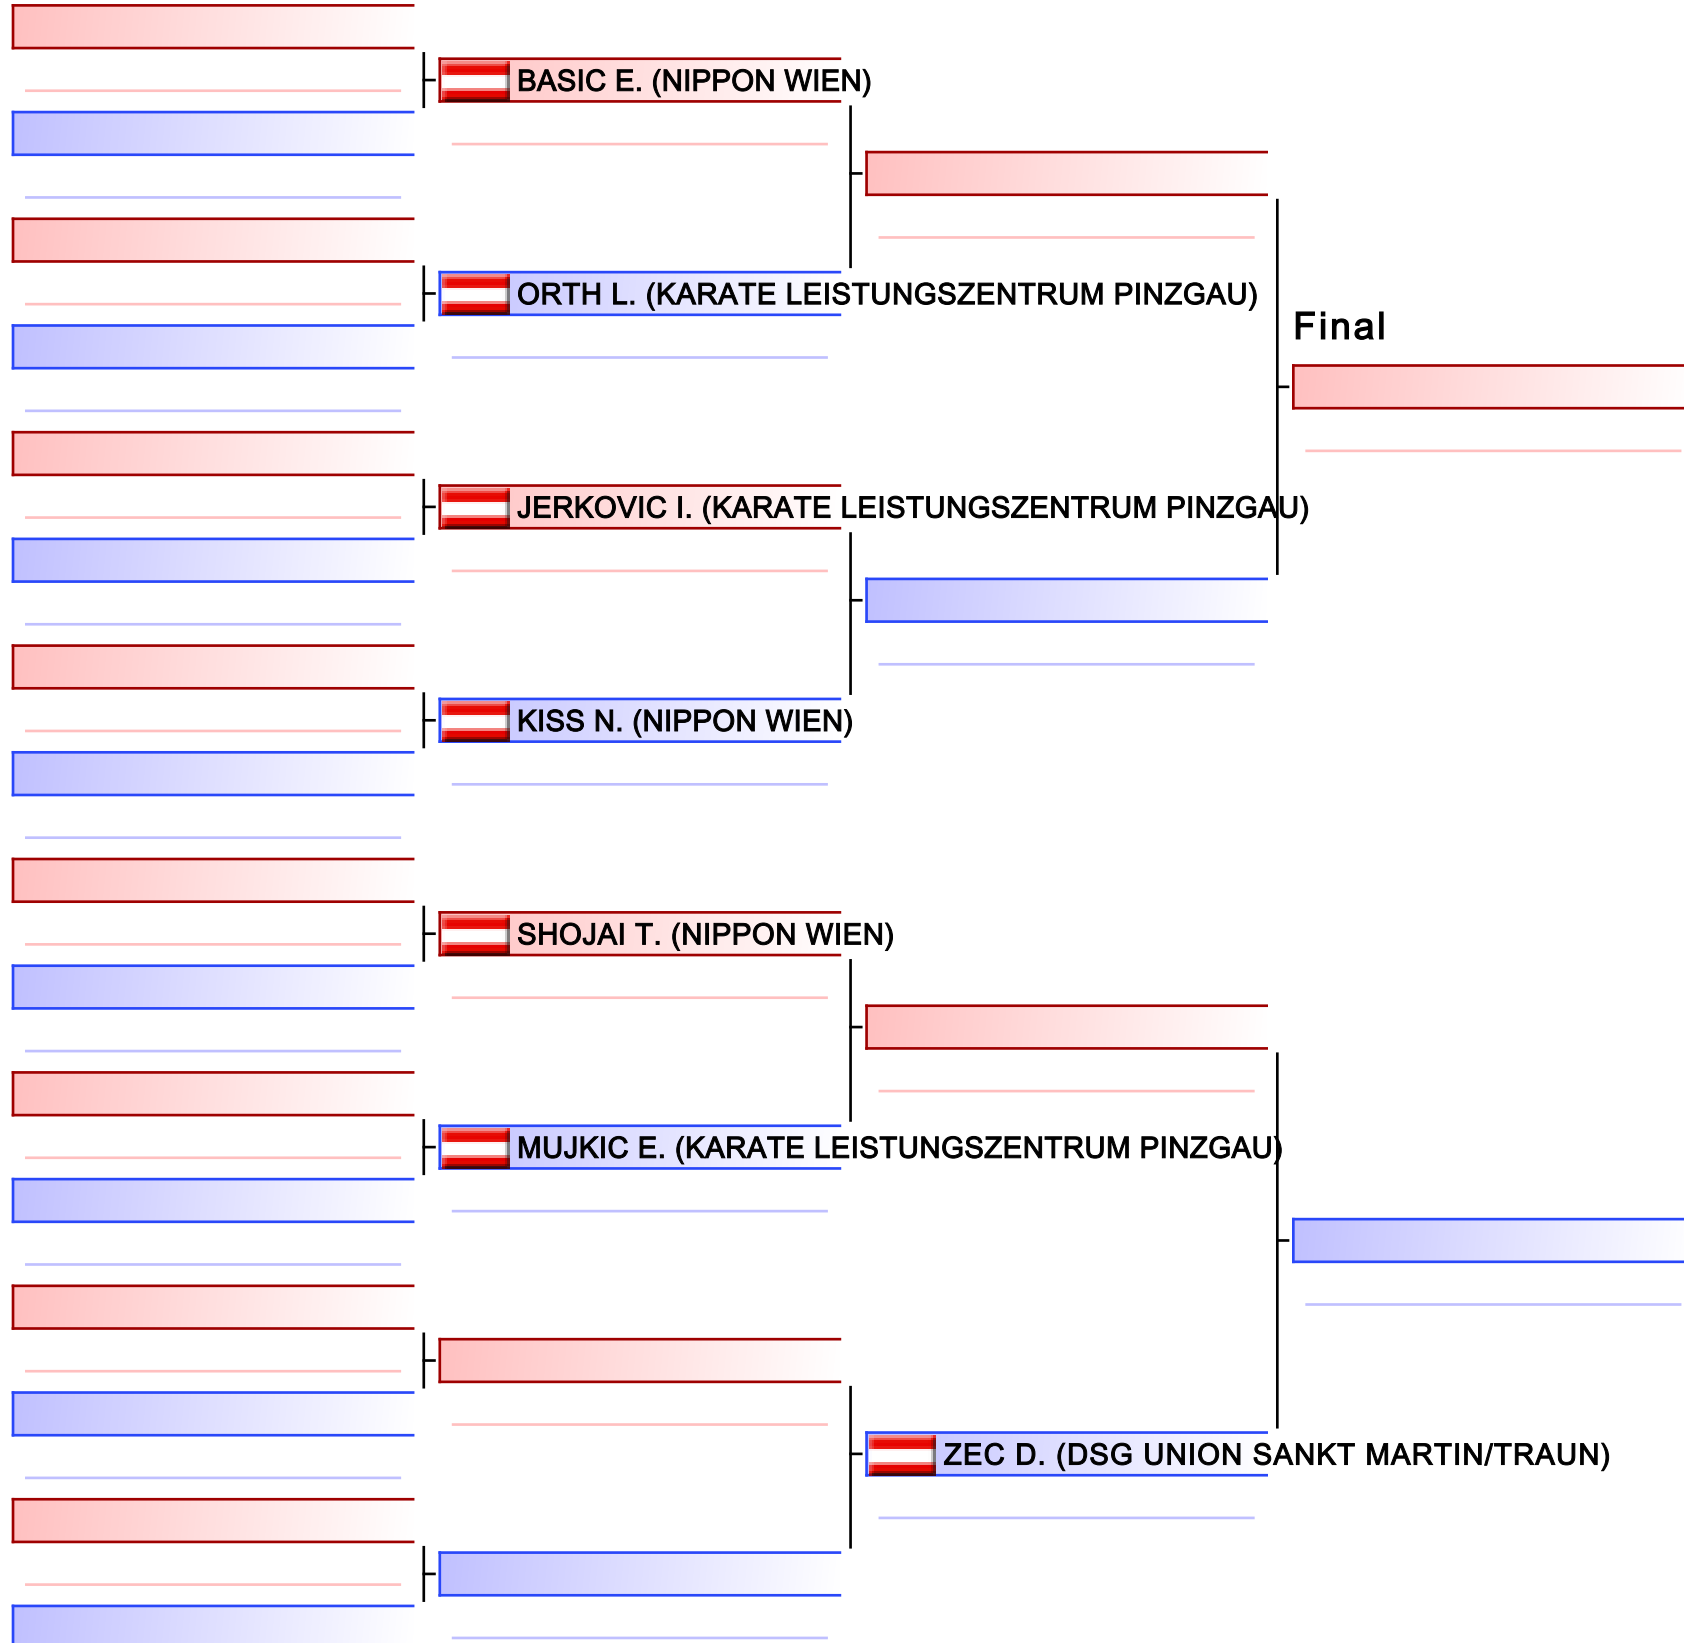 BASIC E. (NIPPON WIEN)
ORTH L. (KARATE LEISTUNGSZENTRUM PINZGAU)
Final
JERKOVIC I. (KARATE LEISTUNGSZENTRUM PINZGAU)
KISS N. (NIPPON WIEN)
SHOJAI T. (NIPPON WIEN)
MUJKIC E. (KARATE LEISTUNGSZENTRUM PINZGAU)
ZEC D. (DSG UNION SANKT MARTIN/TRAUN)